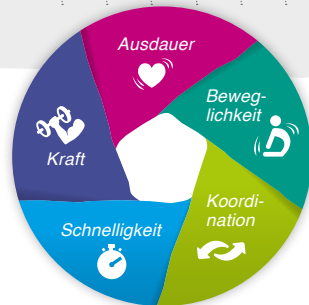 Ausdauer
Beweg-
lichkeit
Koordi-
nation
Schnelligkeit
Kraft